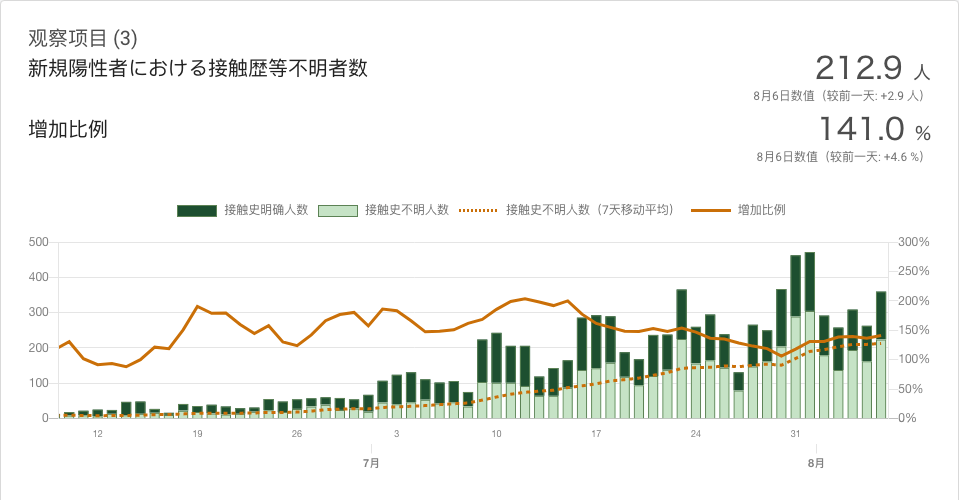 观察项目 (3)
新規陽性者における接触歴等不明者数
212.9 人
8月6日数值（较前一天: +2.9 人）
增加比例
141.0 %
8月6日数值（较前一天: +4.6 %）
接触史明确人数 接触史不明人数 接触史不明人数（7天移动平均） 增加比例
500 300%
250%
400
200%
300
150%
200
100%
100
50%
0 0%
12 19 26 3 10 17 24 31
7月 8月